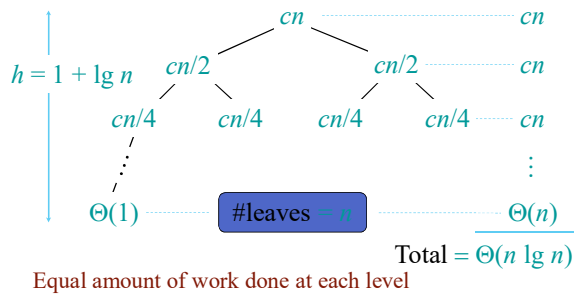 cn cn
h = 1 + lg n cn/2 cn/2 cn
cn/4 cn/4 cn/4 cn/4 cn
⋮ ⋮
Θ(1) #leaves = n Θ(n)
Total = Θ(n lg n)
Equal amount of work done at each level